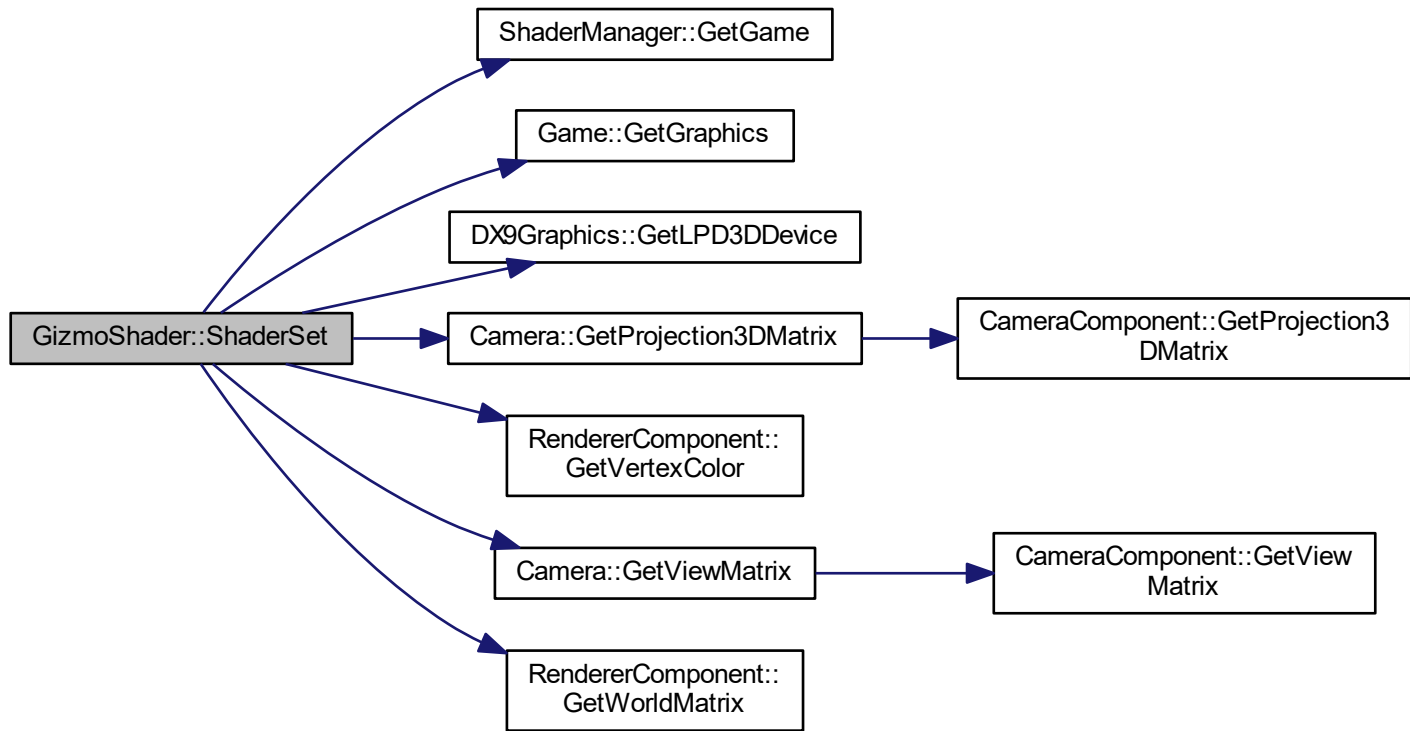 ShaderManager::GetGame
Game::GetGraphics
DX9Graphics::GetLPD3DDevice
GizmoShader::ShaderSet
Camera::GetProjection3DMatrix
CameraComponent::GetProjection3
DMatrix
RendererComponent::
GetVertexColor
Camera::GetViewMatrix
CameraComponent::GetView
Matrix
RendererComponent::
GetWorldMatrix